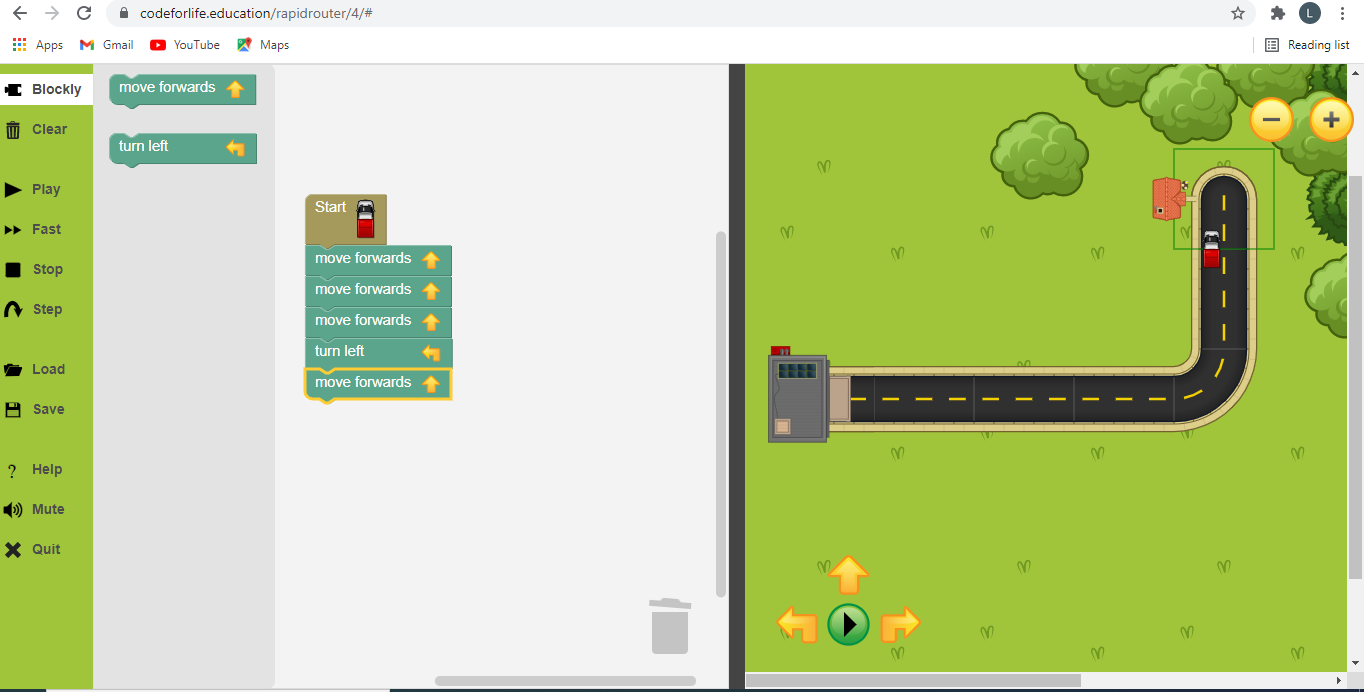 codeforlife.education/rapidrouter/4/#
L
Apps Gmail YouTube Maps Reading list
Blockly
Clear
Play
Fast
Stop
Step
Load
Save
? Help
Mute
Quit
move forwards
turn left
Start
move forwards
move forwards
move forwards
turn left
move forwards